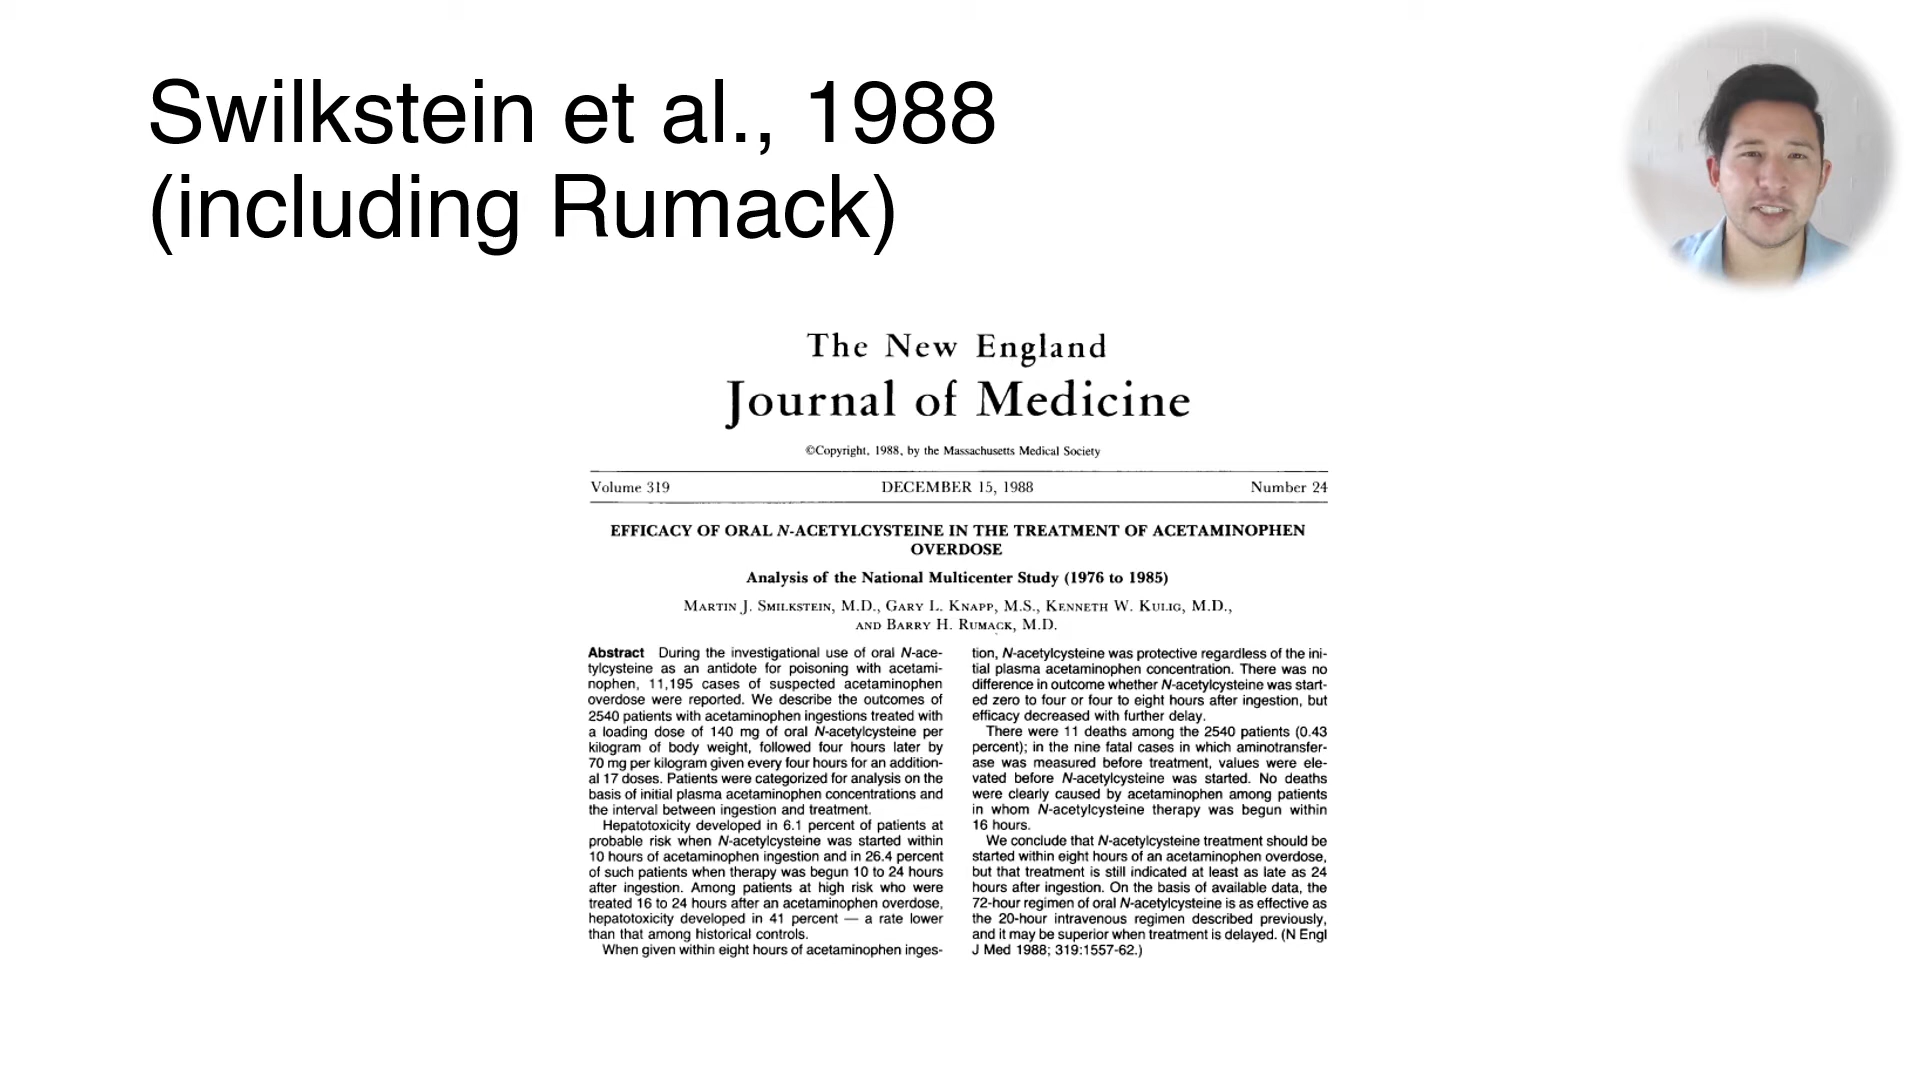 Swilkstein et al., 1988
(including Rumack)
The New England
Journal of Medicine
©Copyright, 1988, by the Massachusetts Medical Society
Volume 319 DECEMBER 15, 1988 Number 24
EFFICACY OF ORAL N-ACETYLCYSTEINE IN THE TREATMENT OF ACETAMINOPHEN
OVERDOSE
Analysis of the National Multicenter Study (1976 to 1985)
MARTIN J. SMILKSTEIN, M.D., GARY L. KNAPP, M.S., KENNETH W. KULIG, M.D.,
AND BARRY H. RUMACK, M.D.
Abstract During the investigational use of oral N-ace-
tylcysteine as an antidote for poisoning with acetami-
nophen, 11,195 cases of suspected acetaminophen
overdose were reported. We describe the outcomes of
2540 patients with acetaminophen ingestions treated with
a loading dose of 140 mg of oral N-acetylcysteine per
kilogram of body weight, followed four hours later by
70 mg per kilogram given every four hours for an addition-
al 17 doses. Patients were categorized for analysis on the
basis of initial plasma acetaminophen concentrations and
the interval between ingestion and treatment.
Hepatotoxicity developed in 6.1 percent of patients at
probable risk when N-acetylcysteine was started within
10 hours of acetaminophen ingestion and in 26.4 percent
of such patients when therapy was begun 10 to 24 hours
after ingestion. Among patients at high risk who were
treated 16 to 24 hours after an acetaminophen overdose,
hepatotoxicity developed in 41 percent — a rate lower
than that among historical controls.
When given within eight hours of acetaminophen inges-
tion, N-acetylcysteine was protective regardless of the ini-
tial plasma acetaminophen concentration. There was no
difference in outcome whether N-acetylcysteine was start-
ed zero to four or four to eight hours after ingestion, but
efficacy decreased with further delay.
There were 11 deaths among the 2540 patients (0.43
percent); in the nine fatal cases in which aminotransfer-
ase was measured before treatment, values were ele-
vated before N-acetylcysteine was started. No deaths
were clearly caused by acetaminophen among patients
in whom N-acetylcysteine therapy was begun within
16 hours.
We conclude that N-acetylcysteine treatment should be
started within eight hours of an acetaminophen overdose,
but that treatment is still indicated at least as late as 24
hours after ingestion. On the basis of available data, the
72-hour regimen of oral N-acetylcysteine is as effective as
the 20-hour intravenous regimen described previously,
and it may be superior when treatment is delayed. (N Engl
J Med 1988; 319:1557-62.)